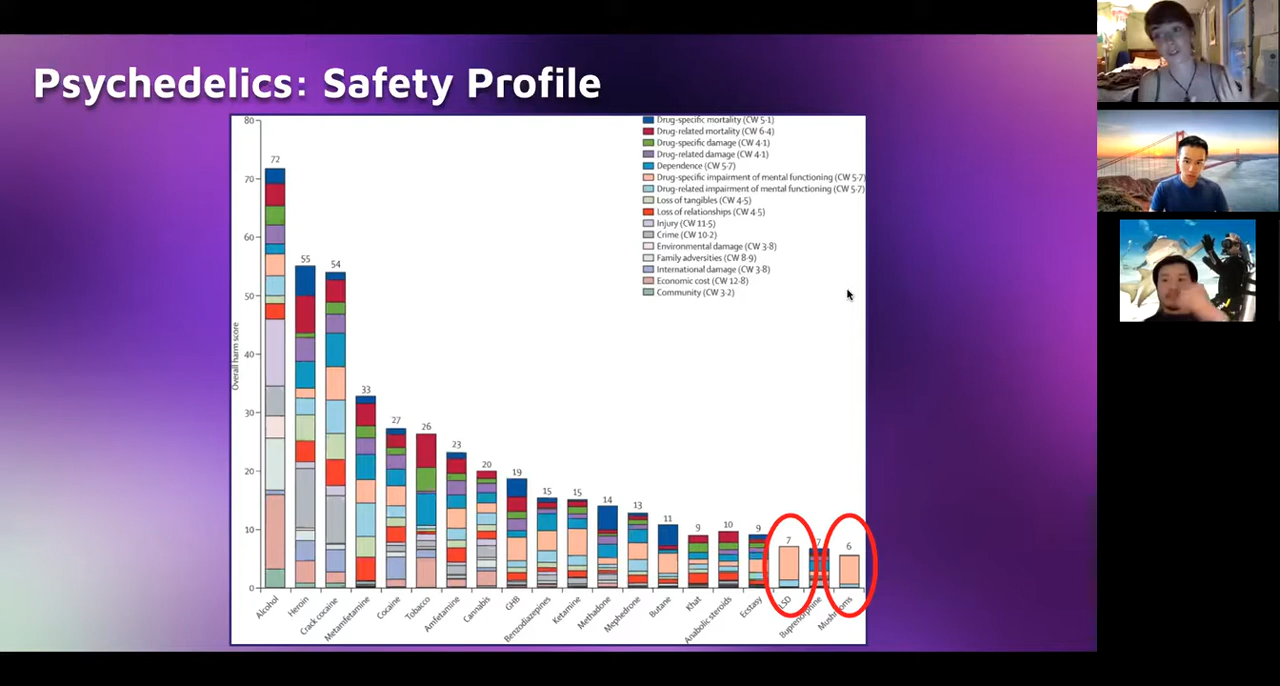 Psychedelics: Safety Profile
Drug-specific mortality (CW 5·1)
Drug-related mortality (CW 6·4)
Drug-specific damage (CW 4·1)
Drug-related damage (CW 4·1)
Dependence (CW 5·7)
Drug-specific impairment of mental functioning (CW 5·7)
Drug-related impairment of mental functioning (CW 5·7)
Loss of tangibles (CW 4·5)
Loss of relationships (CW 4·5)
Injury (CW 11·5)
Crime (CW 10·2)
Environmental damage (CW 3·8)
Family adversities (CW 8·9)
International damage (CW 3·8)
Economic cost (CW 12·8)
Community (CW 3·2)
Overall harm score
80
70
60
50
40
30
20
10
0
72
55
54
33
27
26
23
20
19
15
15
14
13
11
9
10
9
7
7
6
Alcohol
Heroin
Crack cocaine
Metamfetamine
Cocaine
Tobacco
Amfetamine
Cannabis
GHB
Benzodiazepines
Ketamine
Methadone
Mephedrone
Butane
Khat
Anabolic steroids
Ecstasy
LSD
Buprenorphine
Mushrooms